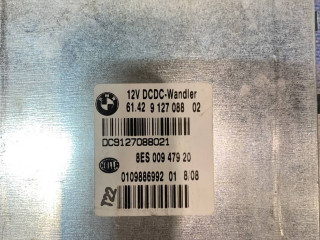 BMW
12V DCDC-Wandler
61.42 9 127 088 02
DC9127088021
8ES 009 479 20
HELLA
0109886992 01 8/08
T22